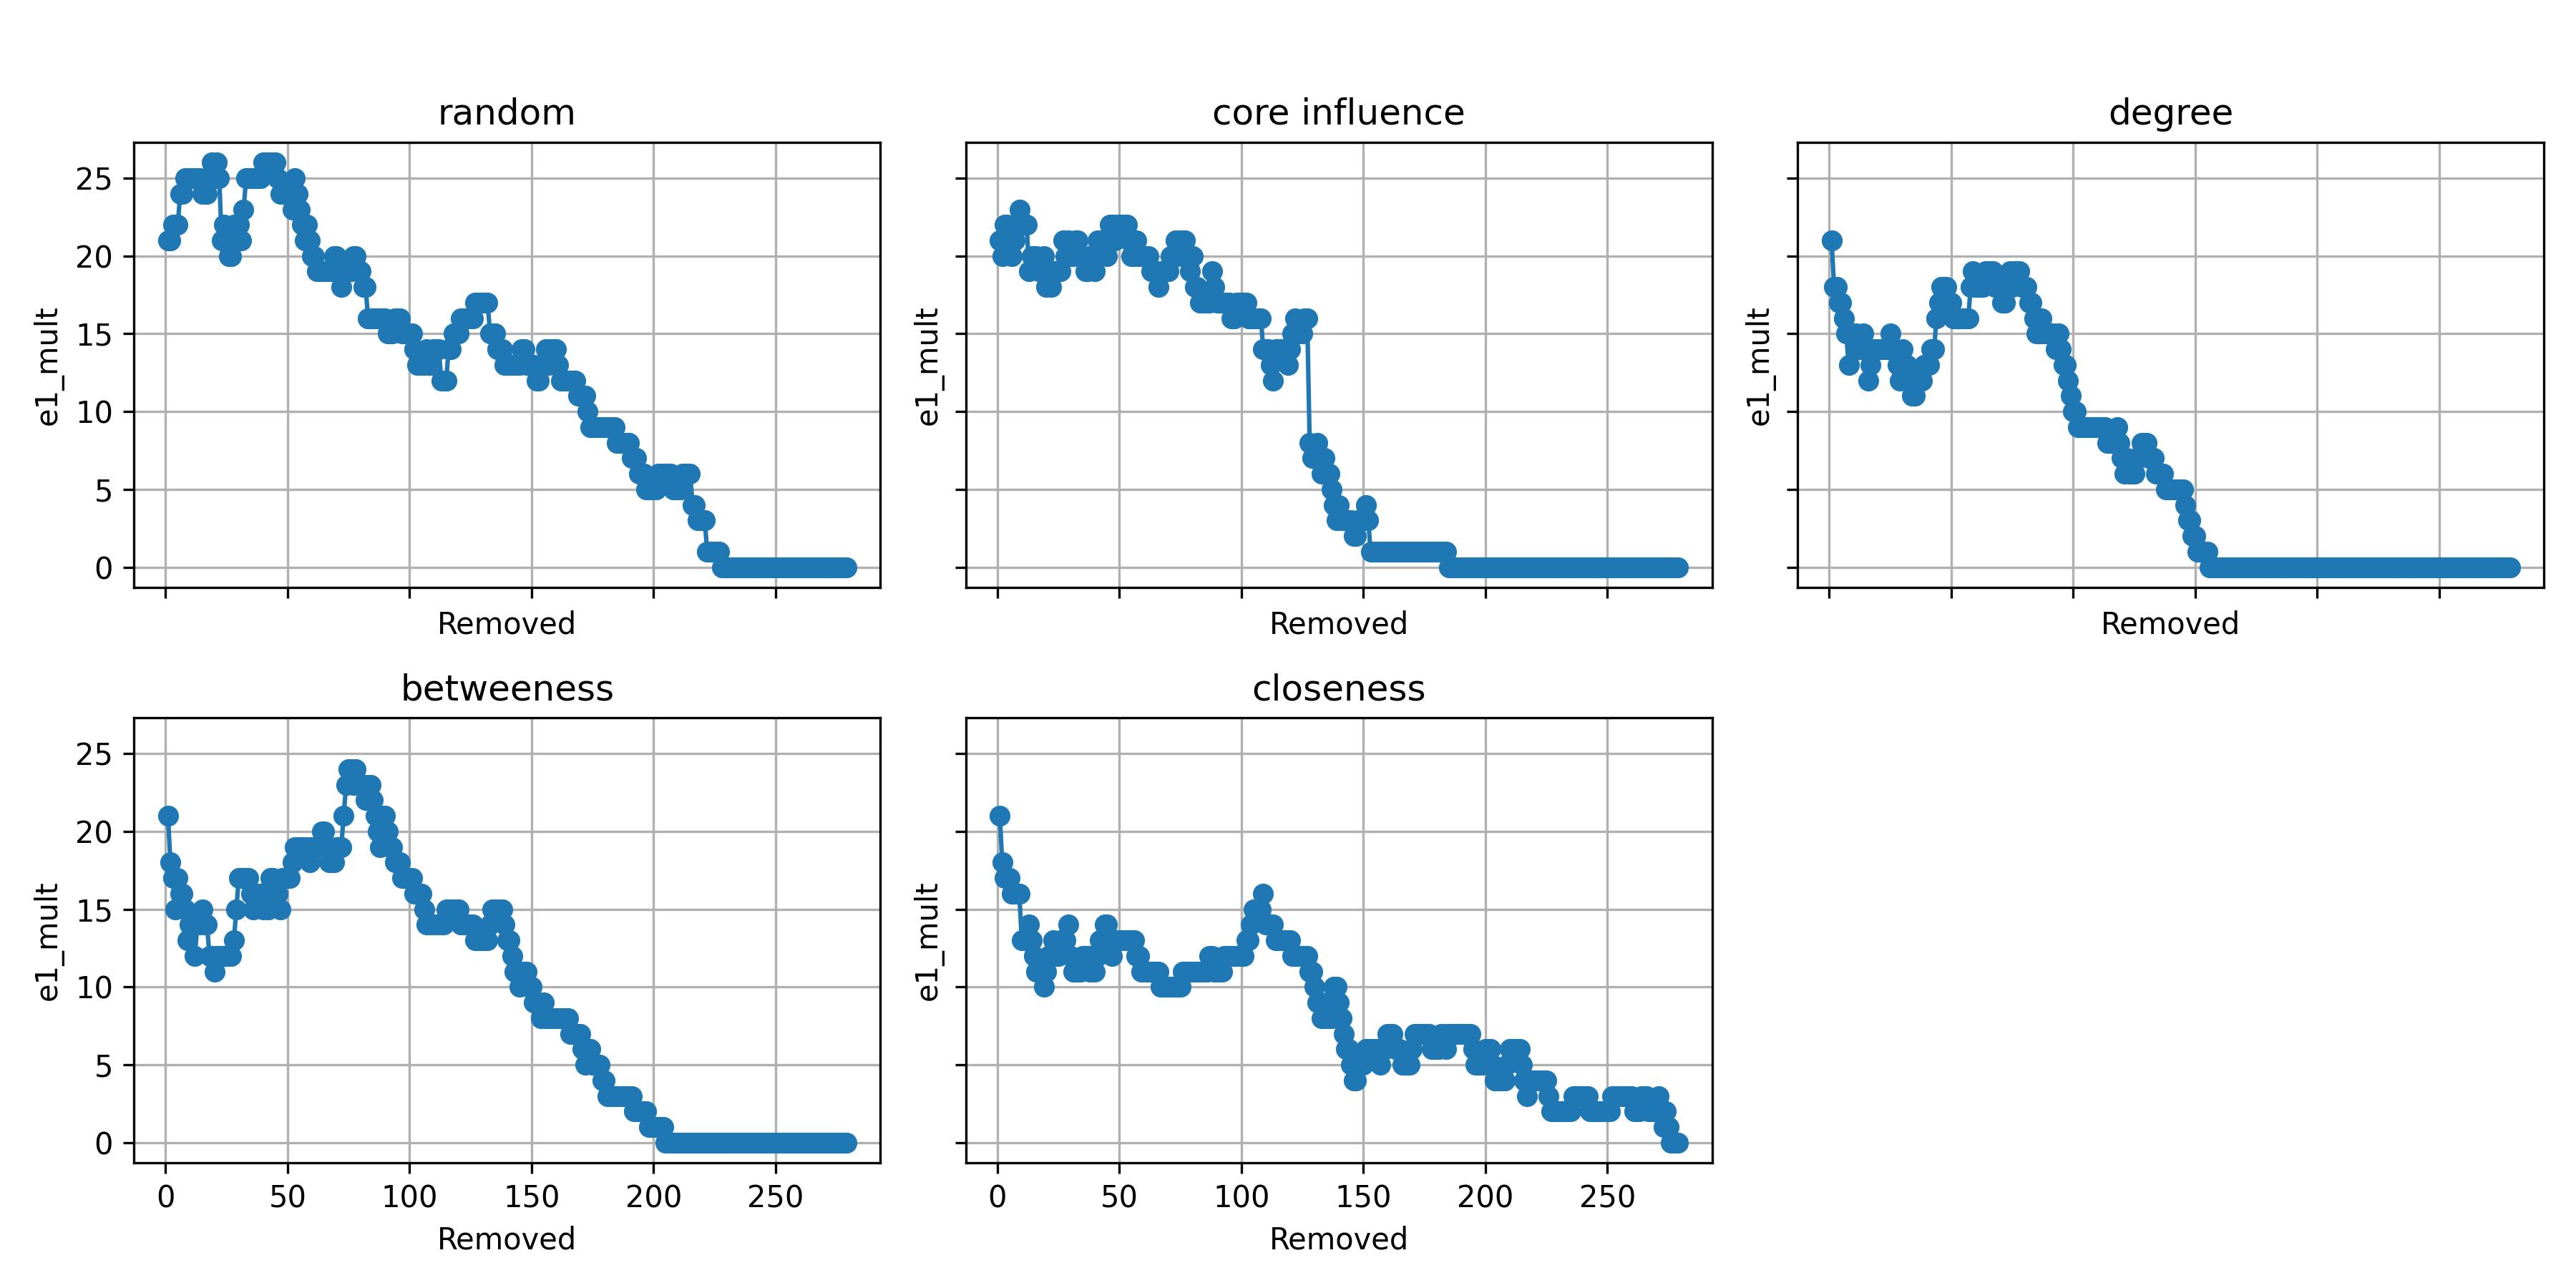 random
core influence
degree
25
20
15
10
5
0
e1_mult
e1_mult
e1_mult
Removed
Removed
Removed
betweeness
closeness
25
20
15
10
5
0
e1_mult
e1_mult
0 50 100 150 200 250
0 50 100 150 200 250
Removed
Removed